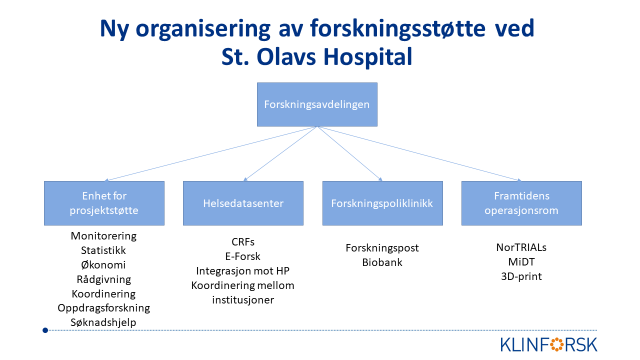 Ny organisering av forskningsstøtte ved
St. Olavs Hospital
Forskningsavdelingen
Enhet for
prosjektstøtte
Monitorering
Statistikk
Økonomi
Rådgivning
Koordinering
Oppdragsforskning
Søknadshjelp
Helsedatasenter
CRFs
E-Forsk
Integrasjon mot HP
Koordinering mellom
institusjoner
Forskningspoliklinikk
Forskningspost
Biobank
Framtidens
operasjonsrom
NorTRIALs
MiDT
3D-print
KLINFORSK